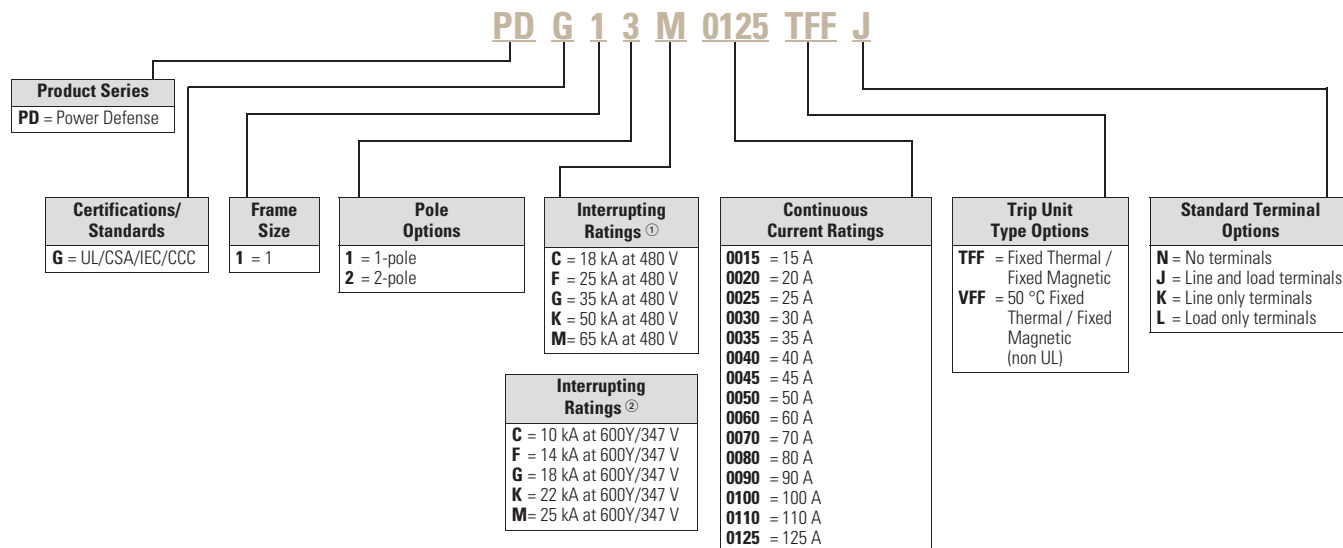 PD G 1 3 M 0125 TFF J
Product Series
PD = Power Defense
Certifications/
Standards
G = UL/CSA/IEC/CCC
Frame
Size
1 = 1
Pole
Options
1 = 1-pole
2 = 2-pole
Interrupting
Ratings ①
C = 18 kA at 480 V
F = 25 kA at 480 V
G = 35 kA at 480 V
K = 50 kA at 480 V
M= 65 kA at 480 V
Interrupting
Ratings ②
C = 10 kA at 600Y/347 V
F = 14 kA at 600Y/347 V
G = 18 kA at 600Y/347 V
K = 22 kA at 600Y/347 V
M= 25 kA at 600Y/347 V
Continuous
Current Ratings
0015 = 15 A
0020 = 20 A
0025 = 25 A
0030 = 30 A
0035 = 35 A
0040 = 40 A
0045 = 45 A
0050 = 50 A
0060 = 60 A
0070 = 70 A
0080 = 80 A
0090 = 90 A
0100 = 100 A
0110 = 110 A
0125 = 125 A
Trip Unit
Type Options
TFF = Fixed Thermal /
Fixed Magnetic
VFF = 50 °C Fixed
Thermal / Fixed
Magnetic
(non UL)
Standard Terminal
Options
N = No terminals
J = Line and load terminals
K = Line only terminals
L = Load only terminals